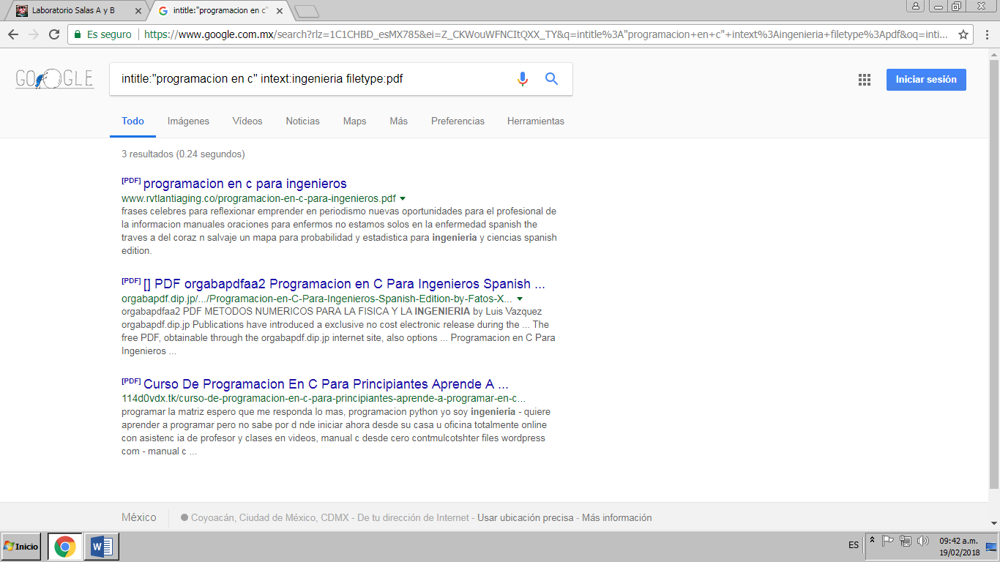 Laboratorio Salas A y B
intitle:"programacion en c"
Es seguro
https://www.google.com.mx/search?rlz=1C1CHBD_esMX785&ei=Z_CKWouWFNCItQXX_TY&q=intitle%3A"programacion+en+c"+intext%3Aingenieria+filetype%3Apdf&oq=inti...
GOOGLE
intitle:"programacion en c" intext:ingenieria filetype:pdf
Iniciar sesión
Todo Imágenes Vídeos Noticias Maps Más Preferencias Herramientas
3 resultados (0.24 segundos)
[PDF] programacion en c para ingenieros
www.rvtlantiaging.co/programacion-en-c-para-ingenieros.pdf
frases celebres para reflexionar emprender en periodismo nuevas oportunidades para el profesional de
la informacion manuales oraciones para enfermos no estamos solos en la enfermedad spanish the
traves a del coraz n salvaje un mapa para probabilidad y estadistica para ingenieria y ciencias spanish
edition.
[PDF] [] PDF orgabapdfaa2 Programacion en C Para Ingenieros Spanish ...
orgabapdf.dip.jp/.../Programacion-en-C-Para-Ingenieros-Spanish-Edition-by-Fatos-X...
orgabapdfaa2 PDF METODOS NUMERICOS PARA LA FISICA Y LA INGENIERIA by Luis Vazquez
orgabapdf.dip.jp Publications have introduced a exclusive no cost electronic release during the ... The
free PDF, obtainable through the orgabapdf.dip.jp internet site, also options ... Programacion en C Para
Ingenieros ...
[PDF] Curso De Programacion En C Para Principiantes Aprende A ...
114d0vdx.tk/curso-de-programacion-en-c-para-principiantes-aprende-a-programar-en-c...
programar la matriz espero que me responda lo mas, programacion python yo soy ingenieria - quiere
aprender a programar pero no sabe por d nde iniciar ahora desde su casa u oficina totalmente online
con asistenc ia de profesor y clases en videos, manual c desde cero contmulcotshter files wordpress
com - manual c ...
México
Coyoacán, Ciudad de México, CDMX - De tu dirección de Internet - Usar ubicación precisa - Más información
Inicio
ES
09:42 a.m.
19/02/2018